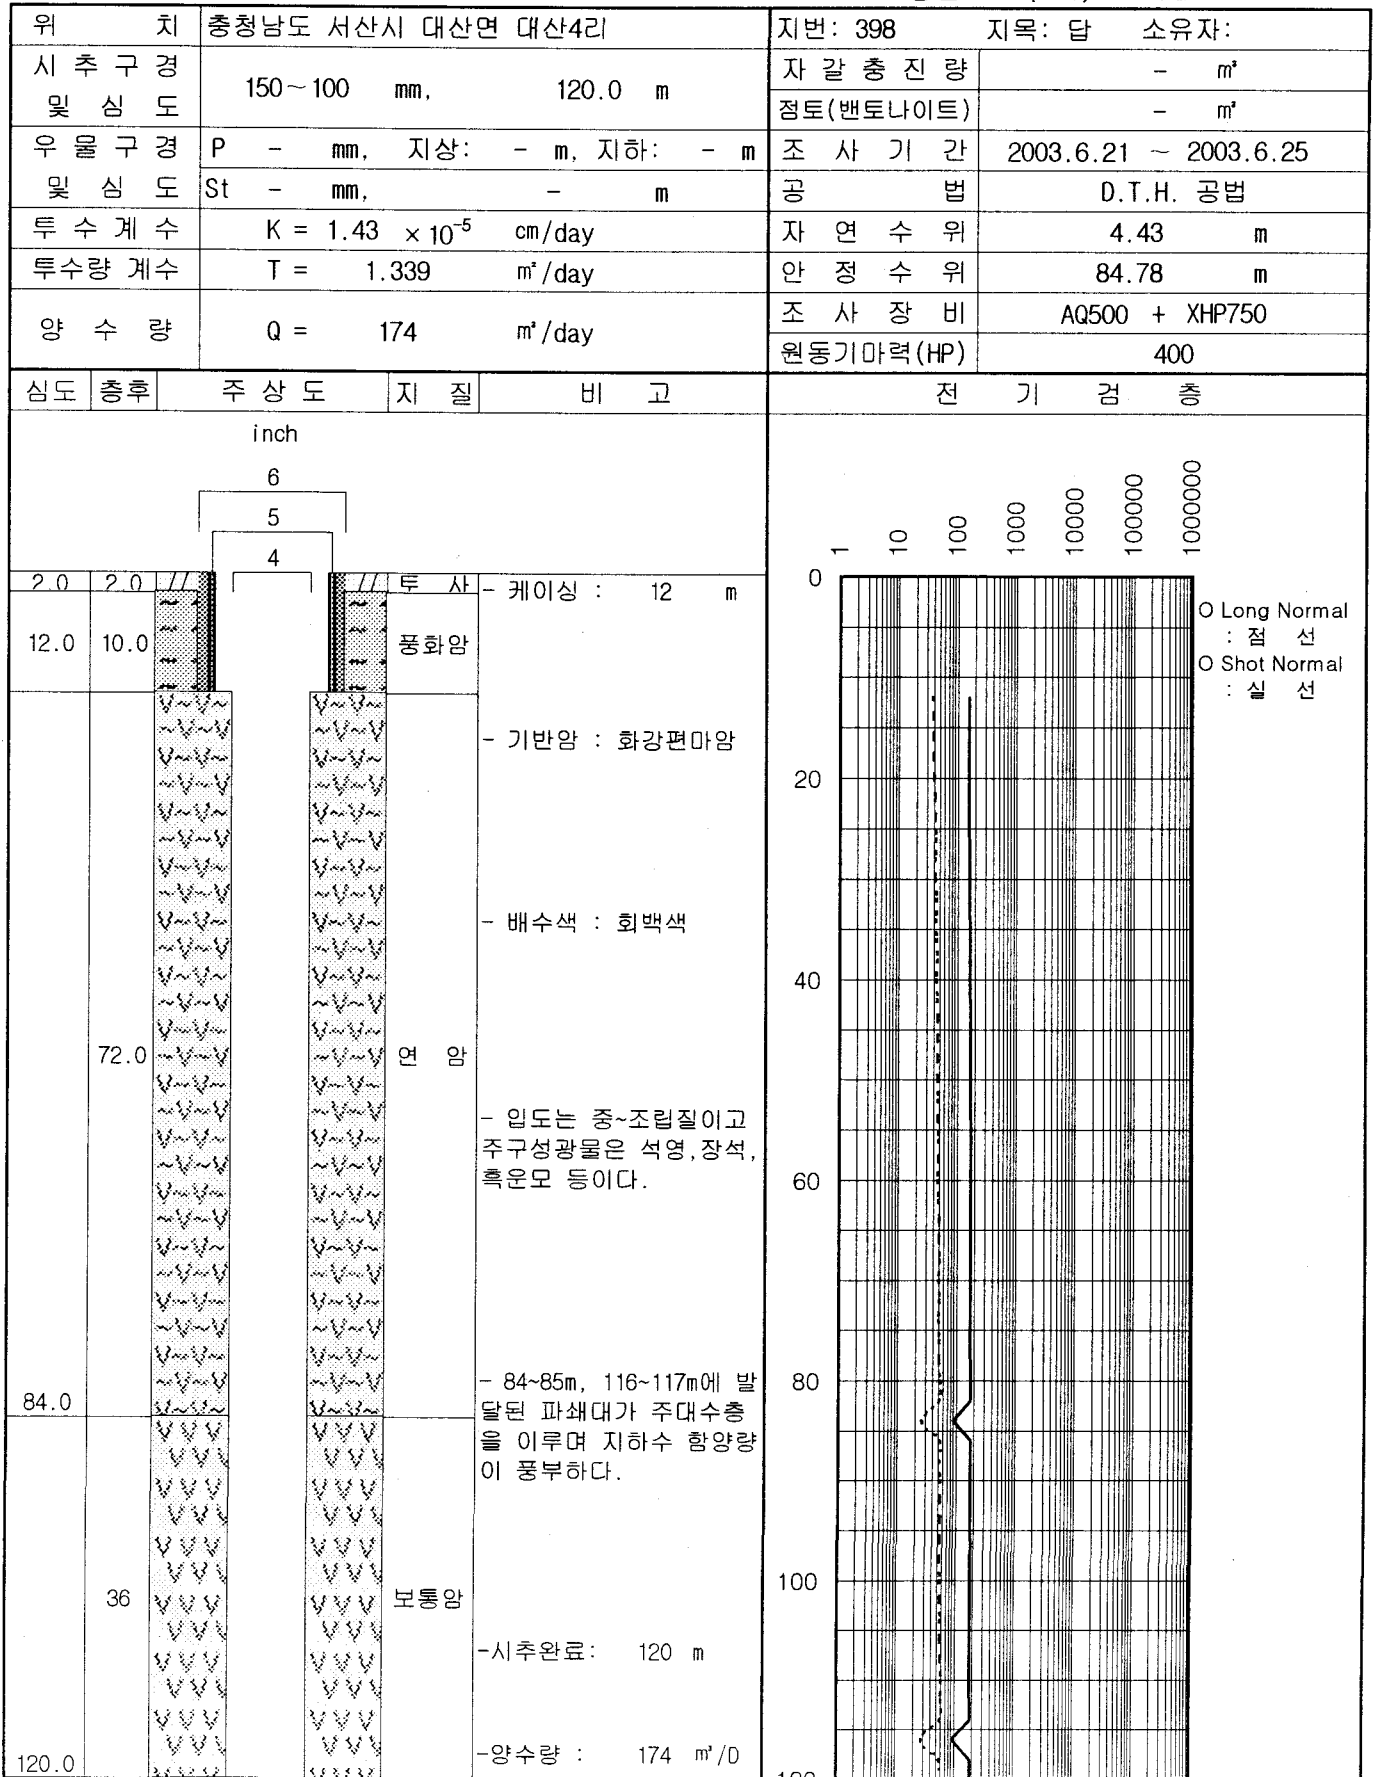 위 치 충청남도 서산시 대산면 대산4리 지번: 398 지목: 답 소유자:
시 추 구 경 및 심 도 150~100 mm, 120.0 m
자 갈 충 진 량 - m³
점토(밴토나이트) - m³
우 물 구 경 및 심 도 P - mm, 지상: - m, 지하: - m
St - mm, - m
조 사 기 간 2003.6.21 ~ 2003.6.25
공 법 D.T.H. 공법
투 수 계 수 K = 1.43 ×10⁻⁵ cm/day
자 연 수 위 4.43 m
투수량 계수 T = 1.339 m²/day
안 정 수 위 84.78 m
양 수 량 Q = 174 m³/day
조 사 장 비 AQ500 + XHP750
원동기마력(HP) 400
심도 층후 주 상 도 지 질 비 고 전 기 검 층
inch
6
5
4
2.0 2.0 토 사 - 케이싱 : 12 m
12.0 10.0 풍화암
- 기반암 : 화강편마암
- 배수색 : 회백색
72.0 연 암
- 입도는 중~조립질이고
주구성광물은 석영,장석,
흑운모 등이다.
84.0
- 84~85m, 116~117m에 발
달된 파쇄대가 주대수층
을 이루며 지하수 함양량
이 풍부하다.
36 보통암
-시추완료: 120 m
120.0
-양수량 : 174 m³/D
1 10 100 1000 10000 100000 1000000
0
20
40
60
80
100
O Long Normal
: 점 선
O Shot Normal
: 실 선